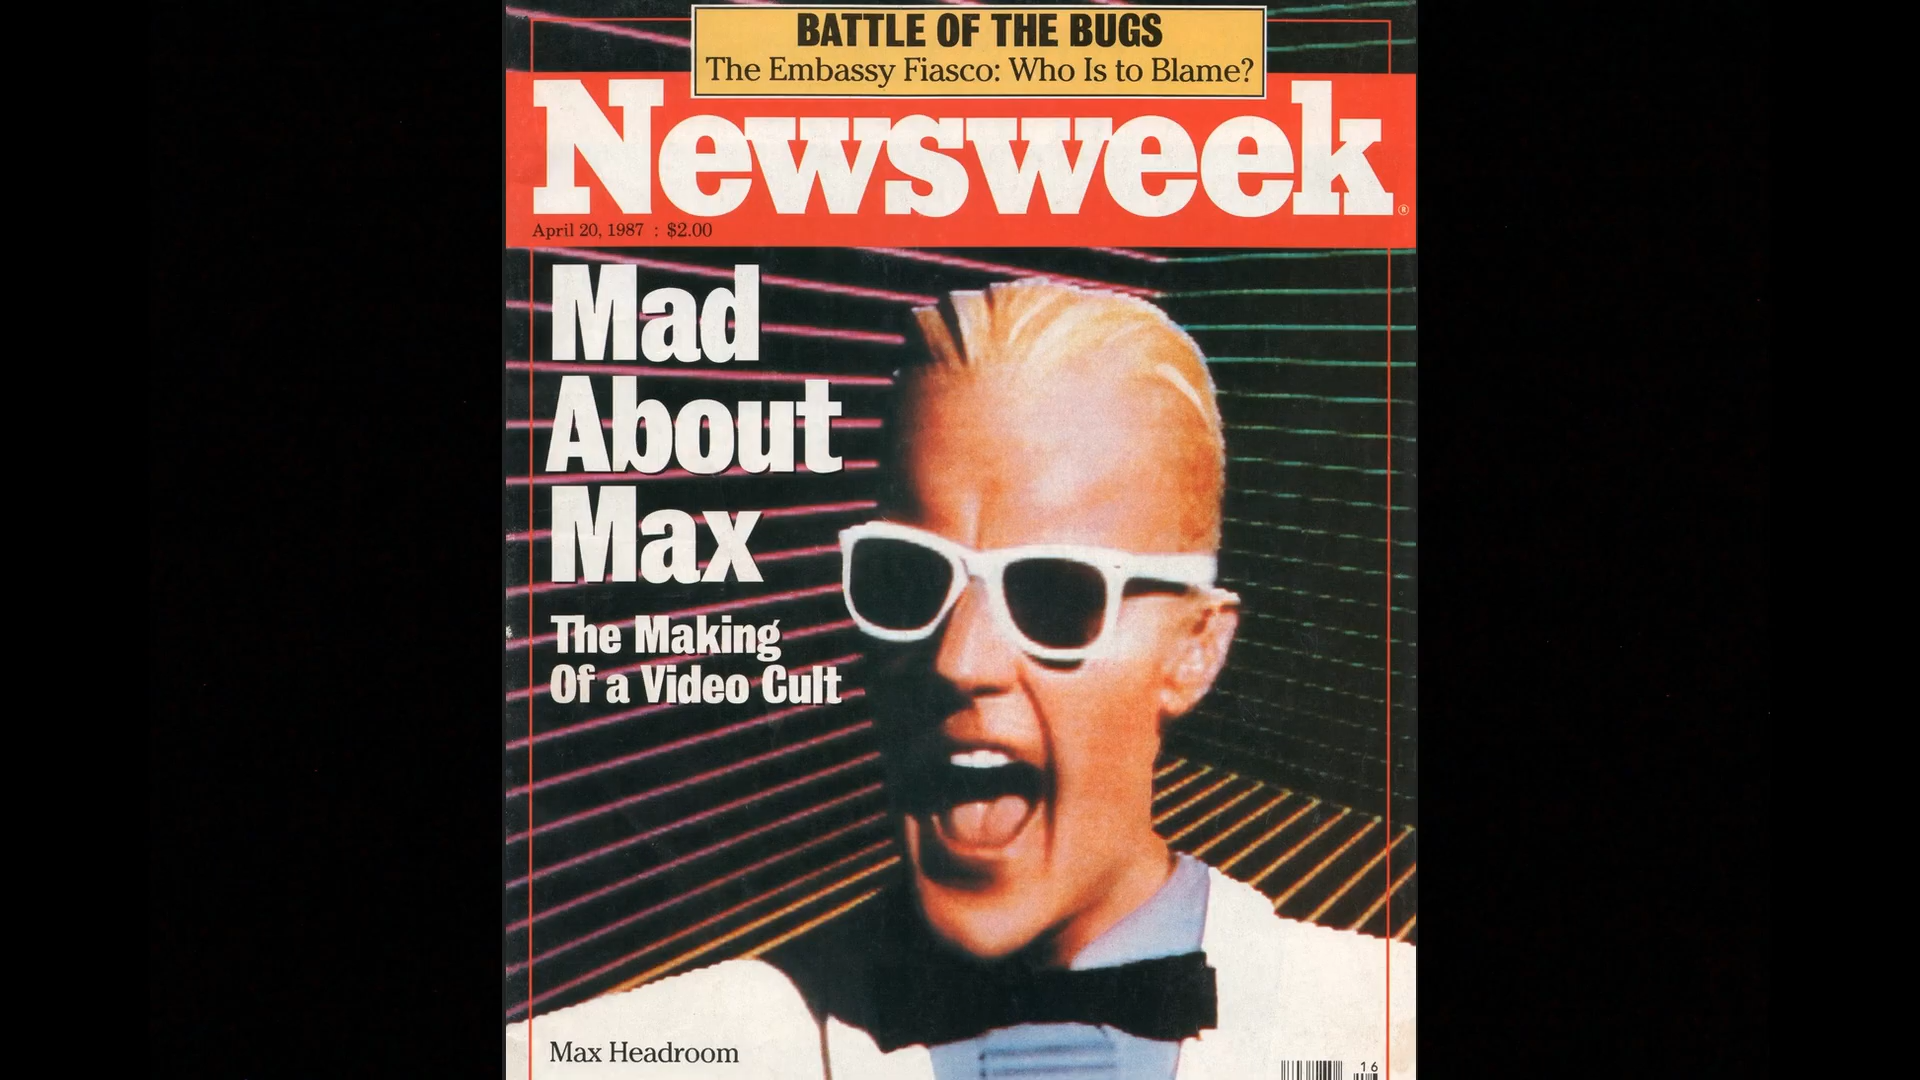 BATTLE OF THE BUGS
The Embassy Fiasco: Who Is to Blame?
Newsweek®
April 20, 1987 : $2.00
Mad
About
Max
The Making
Of a Video Cult
Max Headroom
16